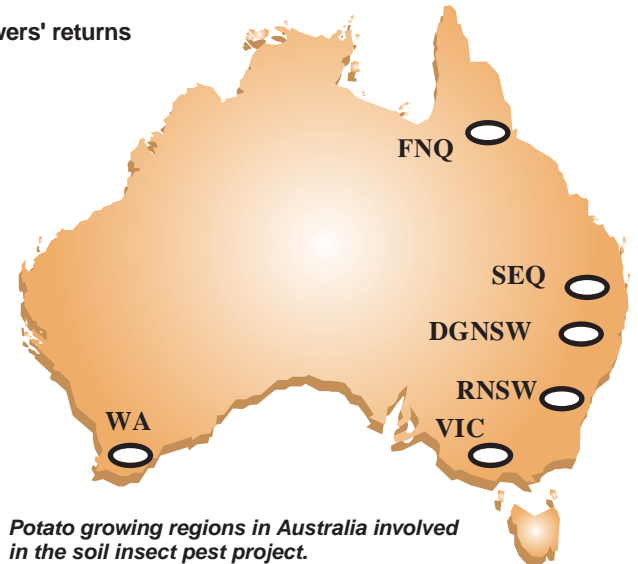 wers' returns
FNQ
SEQ
DGNSW
RNSW
WA
VIC
Potato growing regions in Australia involved
in the soil insect pest project.